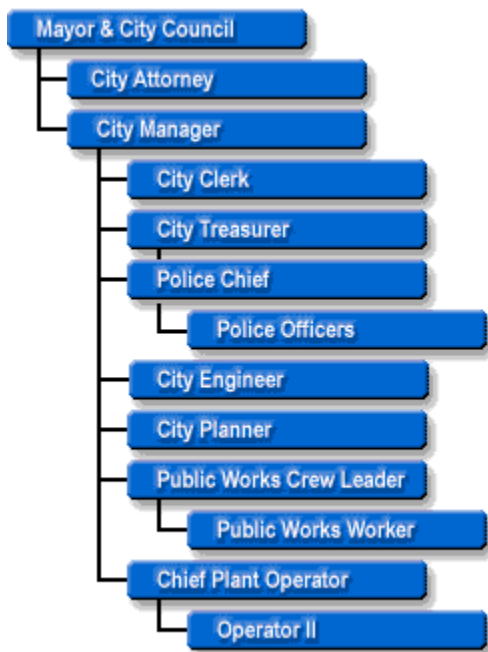 Mayor & City Council
City Attorney
City Manager
City Clerk
City Treasurer
Police Chief
Police Officers
City Engineer
City Planner
Public Works Crew Leader
Public Works Worker
Chief Plant Operator
Operator II